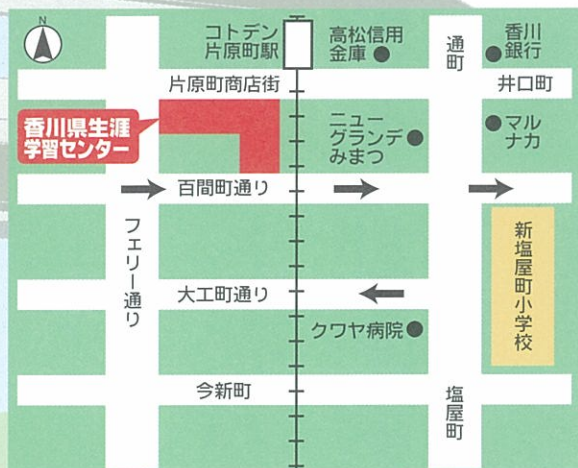 N
コトデン
片原町駅
高松信用
金庫
通町
香川
銀行
片原町商店街
井口町
香川県生涯
学習センター
ニュー
グランデ
みまつ
マル
ナカ
百間町通り
フェリー通り
新塩屋町小学校
大工町通り
クワヤ病院
今新町
塩屋町